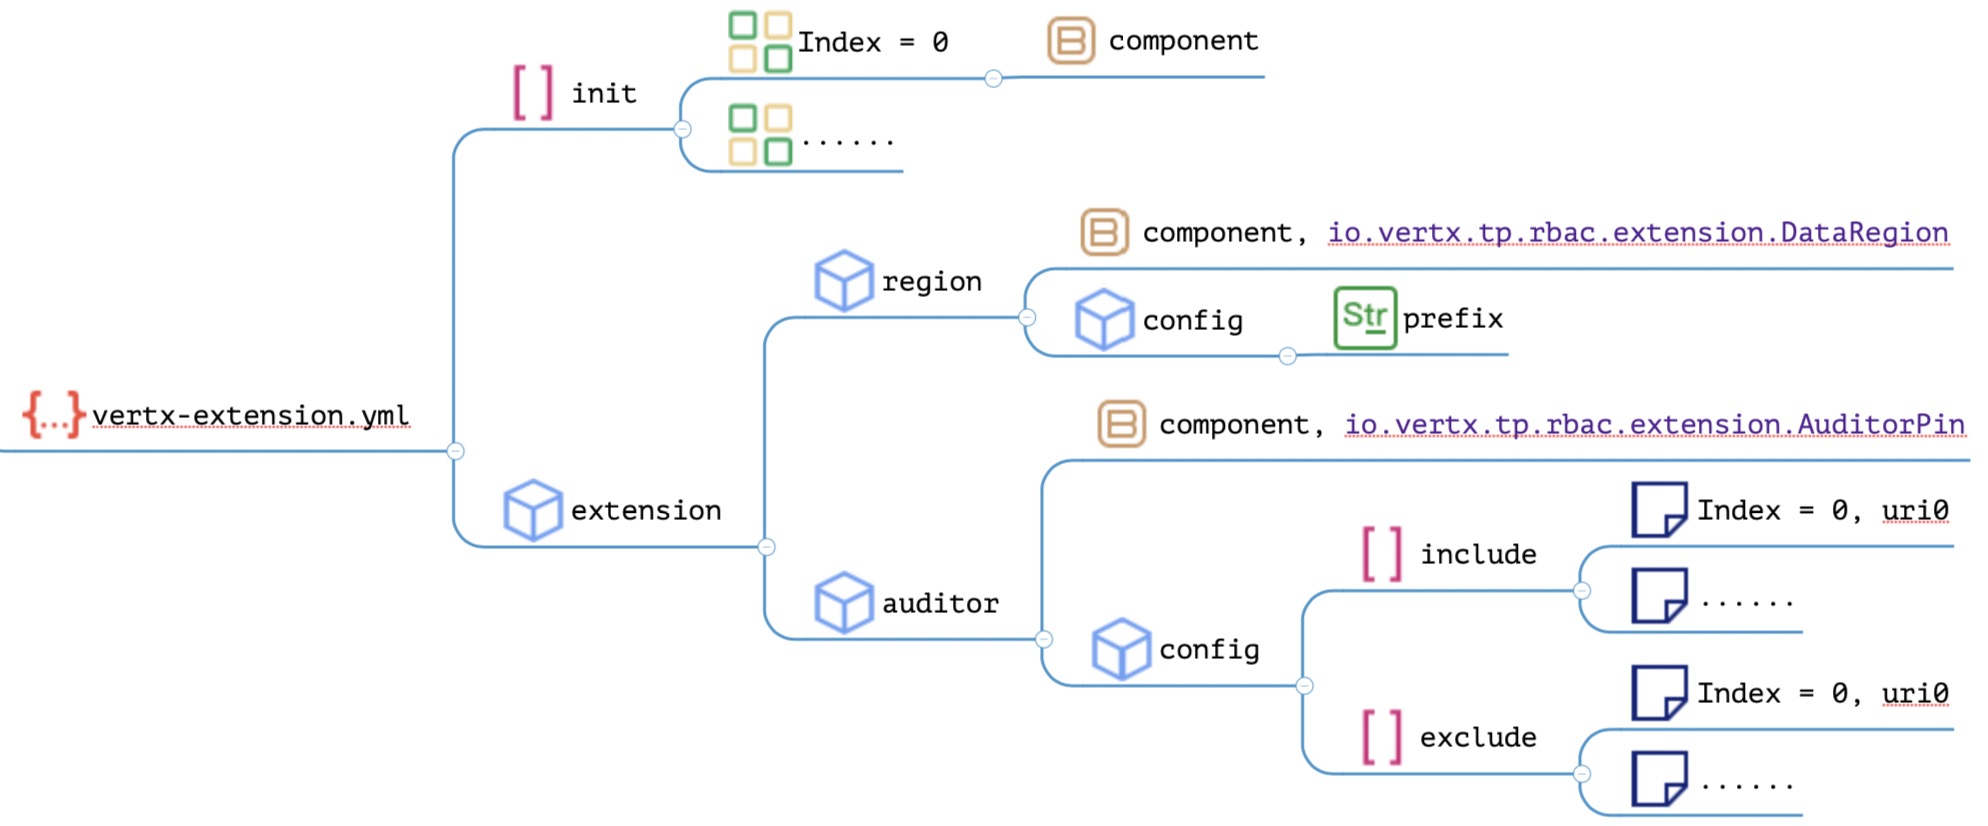 Index = 0
B component
[ ] init
......
B component, io.vertx.tp.rbac.extension.DataRegion
region
config
Str prefix
{...} vertx-extension.yml
B component, io.vertx.tp.rbac.extension.AuditorPin
extension
Index = 0, uri0
[ ] include
auditor
......
config
Index = 0, uri0
[ ] exclude
......